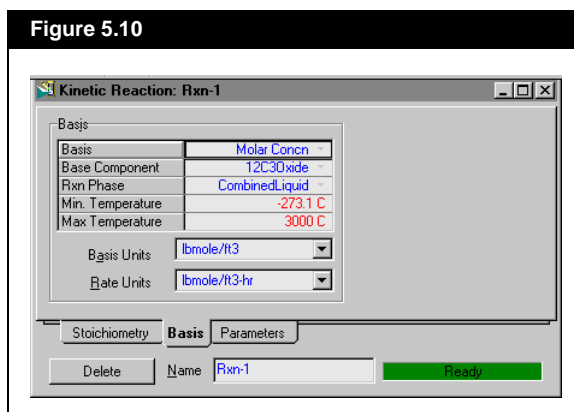 Figure 5.10
Kinetic Reaction: Rxn-1
Basis
Basis Molar Concn
Base Component 12C3Oxide
Rxn Phase CombinedLiquid
Min. Temperature -273.1 C
Max Temperature 3000 C
Basis Units lbmole/ft3
Rate Units lbmole/ft3-hr
Stoichiometry Basis Parameters
Delete Name Rxn-1 Ready